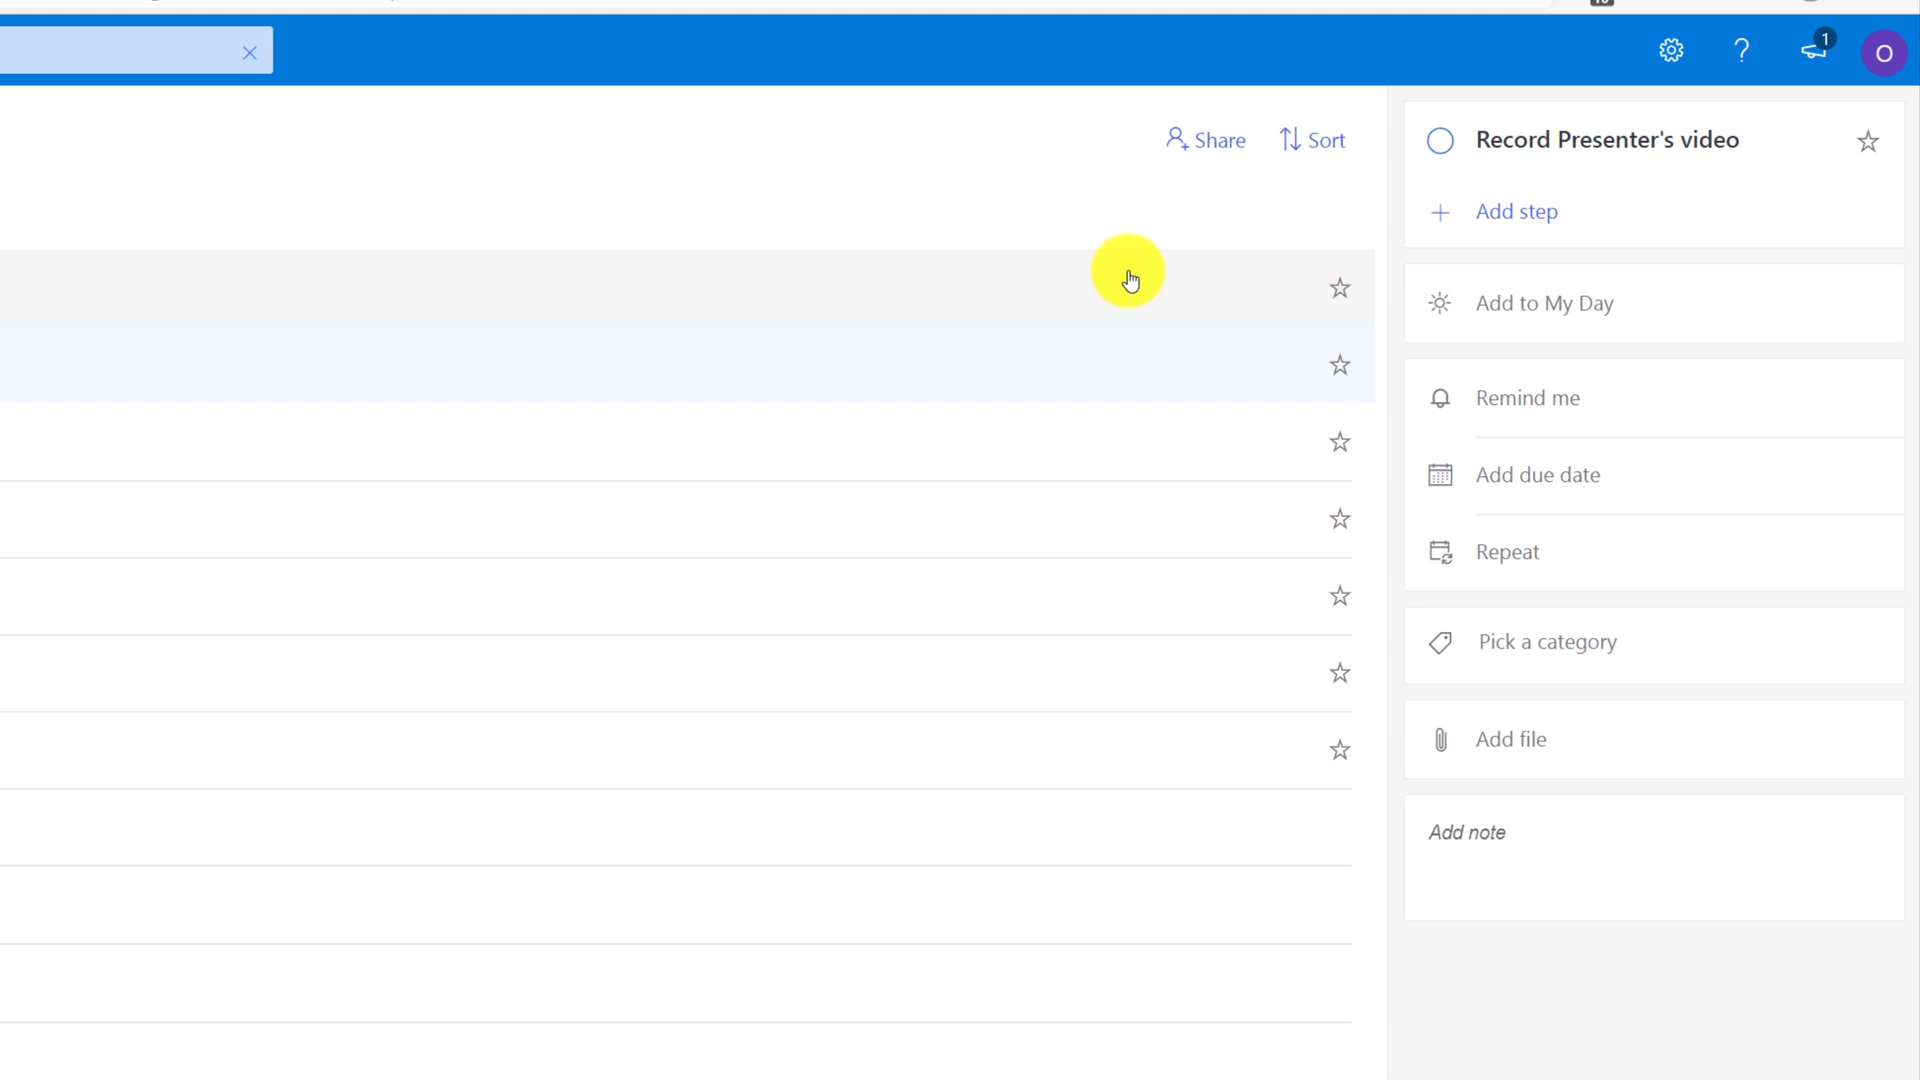 1
O
Share
Sort
Record Presenter's video
Add step
Add to My Day
Remind me
Add due date
Repeat
Pick a category
Add file
Add note